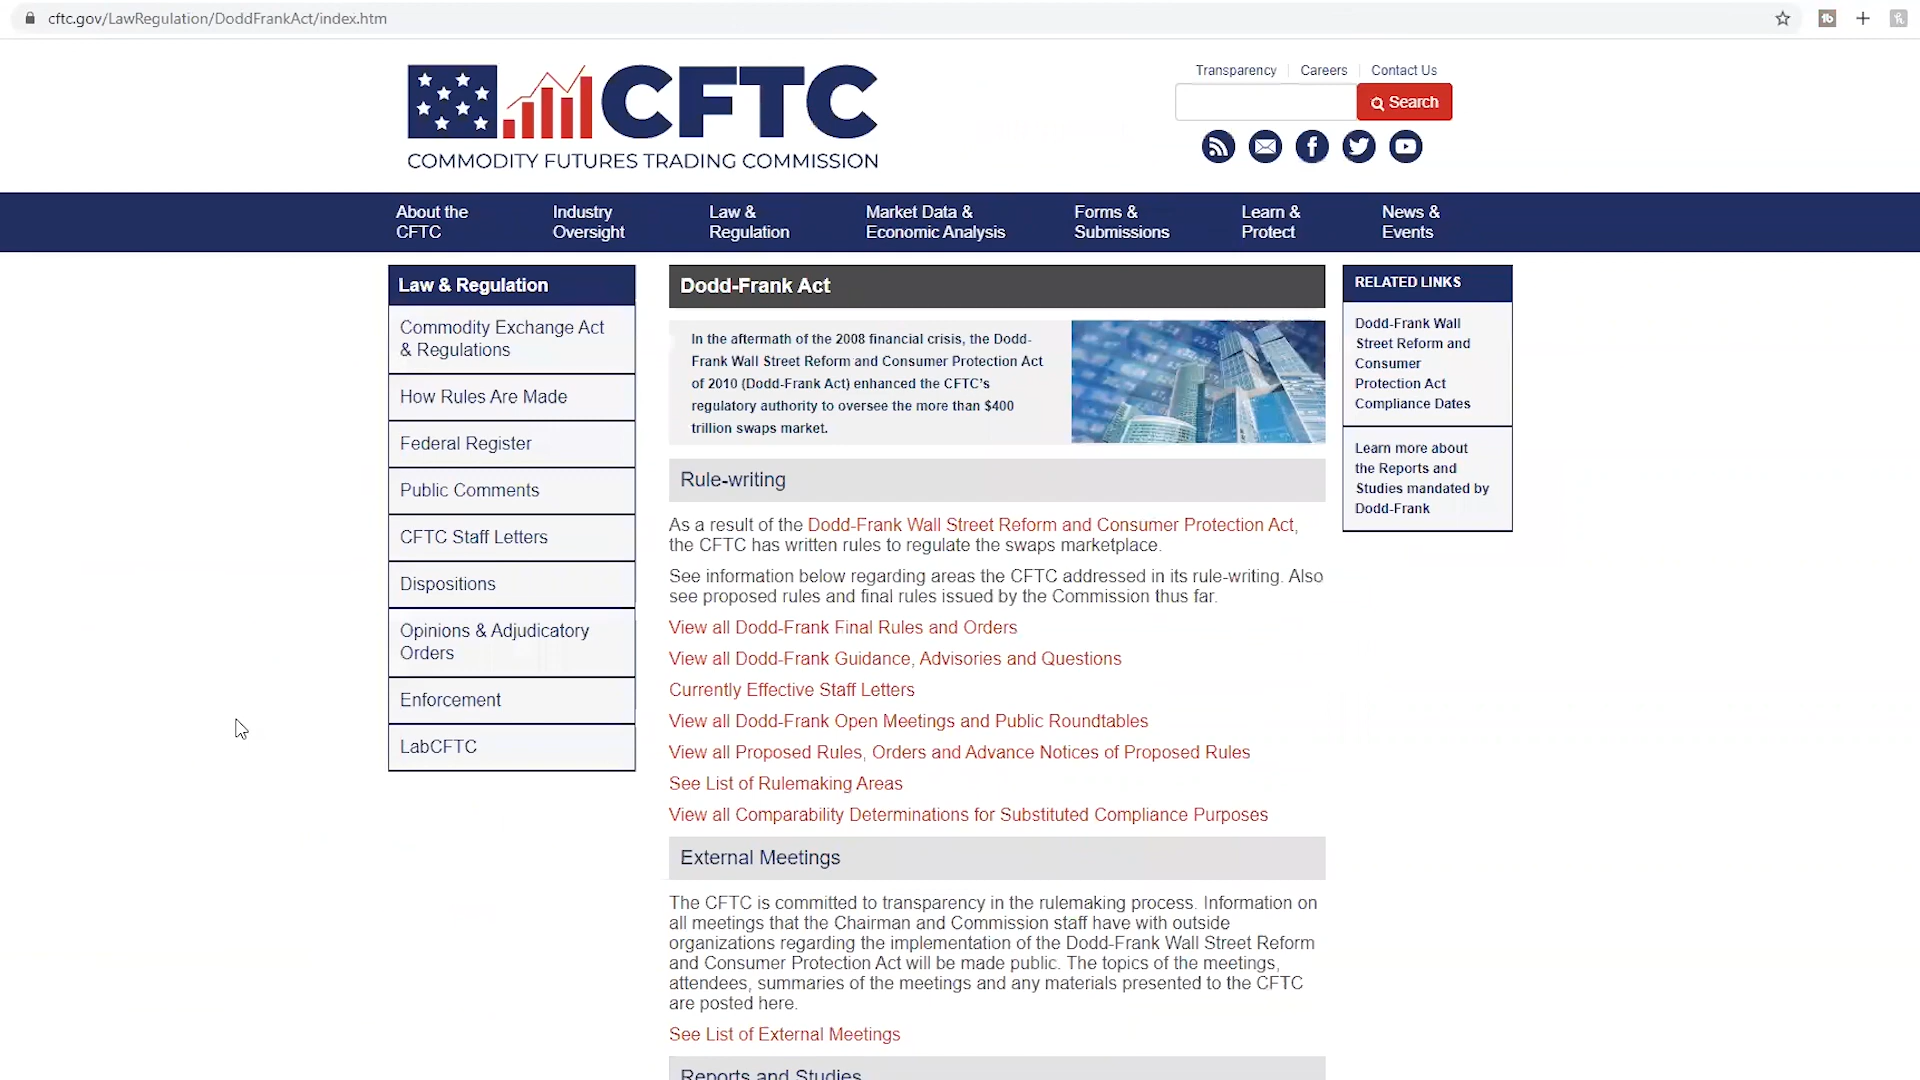 cftc.gov/LawRegulation/DoddFrankAct/index.htm
CFTC
COMMODITY FUTURES TRADING COMMISSION
Transparency
Careers
Contact Us
Search
About the
CFTC
Industry
Oversight
Law &
Regulation
Market Data &
Economic Analysis
Forms &
Submissions
Learn &
Protect
News &
Events
Law & Regulation
Commodity Exchange Act
& Regulations
How Rules Are Made
Federal Register
Public Comments
CFTC Staff Letters
Dispositions
Opinions & Adjudicatory
Orders
Enforcement
LabCFTC
Dodd-Frank Act
In the aftermath of the 2008 financial crisis, the Dodd-
Frank Wall Street Reform and Consumer Protection Act
of 2010 (Dodd-Frank Act) enhanced the CFTC's
regulatory authority to oversee the more than $400
trillion swaps market.
Rule-writing
As a result of the Dodd-Frank Wall Street Reform and Consumer Protection Act,
the CFTC has written rules to regulate the swaps marketplace.
See information below regarding areas the CFTC addressed in its rule-writing. Also
see proposed rules and final rules issued by the Commission thus far.
View all Dodd-Frank Final Rules and Orders
View all Dodd-Frank Guidance, Advisories and Questions
Currently Effective Staff Letters
View all Dodd-Frank Open Meetings and Public Roundtables
View all Proposed Rules, Orders and Advance Notices of Proposed Rules
See List of Rulemaking Areas
View all Comparability Determinations for Substituted Compliance Purposes
External Meetings
The CFTC is committed to transparency in the rulemaking process. Information on
all meetings that the Chairman and Commission staff have with outside
organizations regarding the implementation of the Dodd-Frank Wall Street Reform
and Consumer Protection Act will be made public. The topics of the meetings,
attendees, summaries of the meetings and any materials presented to the CFTC
are posted here.
See List of External Meetings
Reports and Studies
RELATED LINKS
Dodd-Frank Wall
Street Reform and
Consumer
Protection Act
Compliance Dates
Learn more about
the Reports and
Studies mandated by
Dodd-Frank